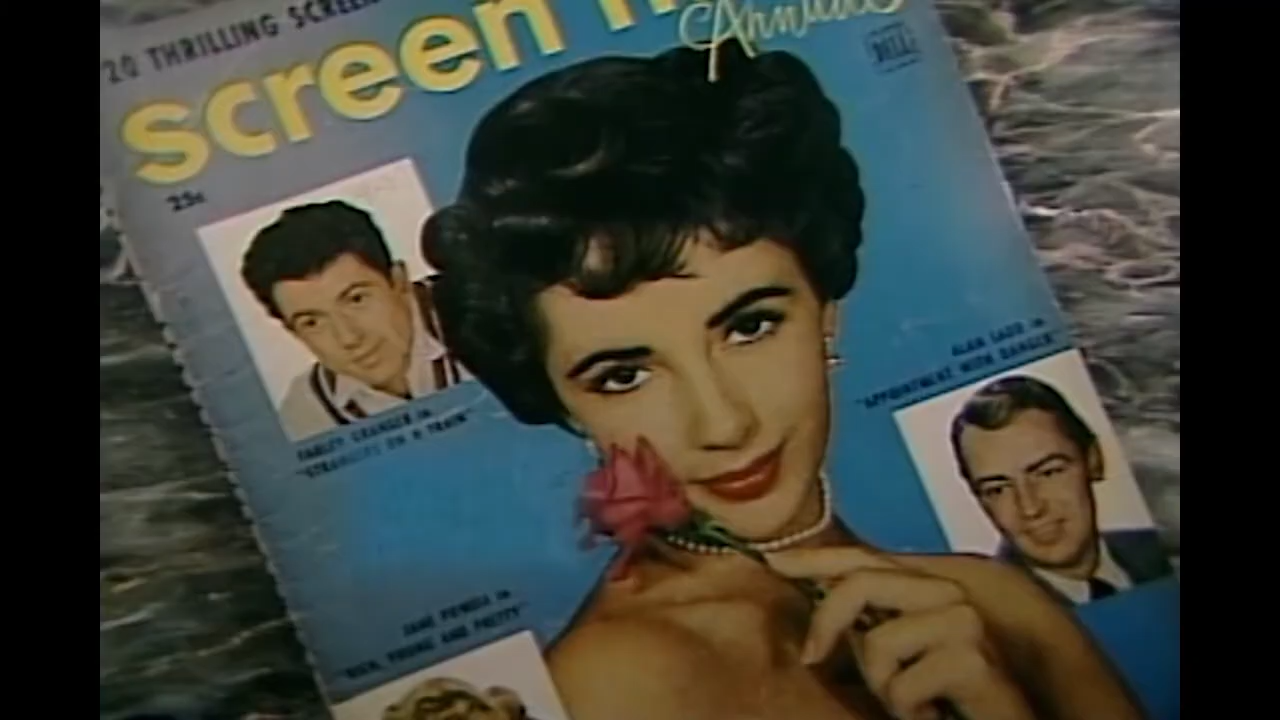 20 THRILLING SCREEN
screen
Annual
DELL
25¢
FARLEY GRANGER in
"STRANGERS ON A TRAIN"
ALAN LADD in
"APPOINTMENT WITH DANGER"
JANE POWELL in
"RICH, YOUNG AND PRETTY"